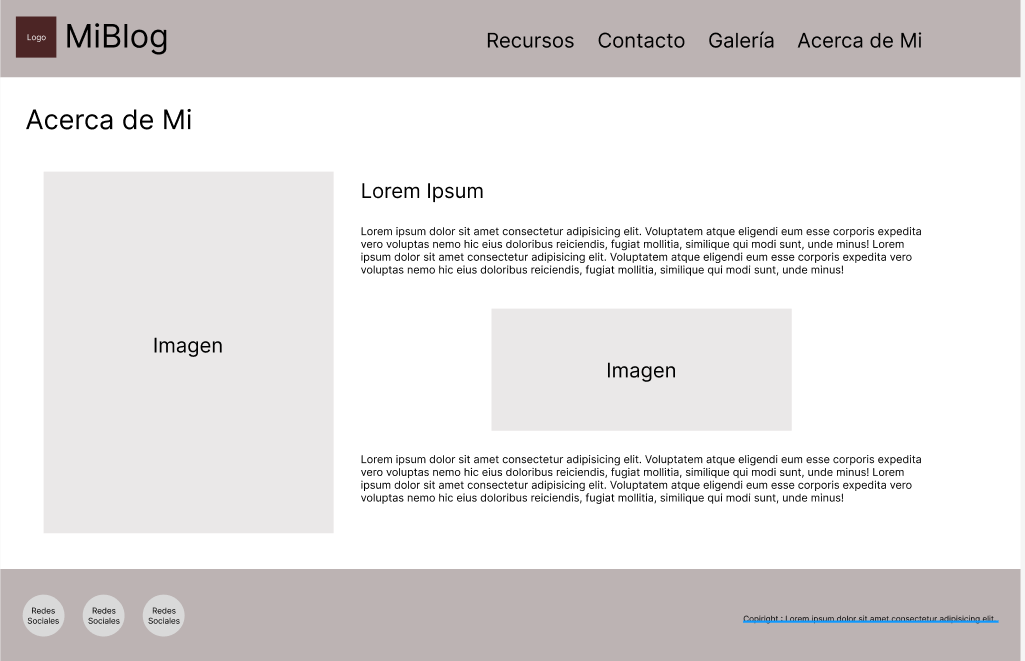 Logo
MiBlog
Recursos Contacto Galería Acerca de Mi
Acerca de Mi
Imagen
Lorem Ipsum
Lorem ipsum dolor sit amet consectetur adipisicing elit. Voluptatem atque eligendi eum esse corporis expedita
vero voluptas nemo hic eius doloribus reiciendis, fugiat mollitia, similique qui modi sunt, unde minus! Lorem
ipsum dolor sit amet consectetur adipisicing elit. Voluptatem atque eligendi eum esse corporis expedita vero
voluptas nemo hic eius doloribus reiciendis, fugiat mollitia, similique qui modi sunt, unde minus!
Imagen
Lorem ipsum dolor sit amet consectetur adipisicing elit. Voluptatem atque eligendi eum esse corporis expedita
vero voluptas nemo hic eius doloribus reiciendis, fugiat mollitia, similique qui modi sunt, unde minus! Lorem
ipsum dolor sit amet consectetur adipisicing elit. Voluptatem atque eligendi eum esse corporis expedita vero
voluptas nemo hic eius doloribus reiciendis, fugiat mollitia, similique qui modi sunt, unde minus!
Redes
Sociales
Redes
Sociales
Redes
Sociales
Copiright : Lorem ipsum dolor sit amet consectetur adipisicing elit.